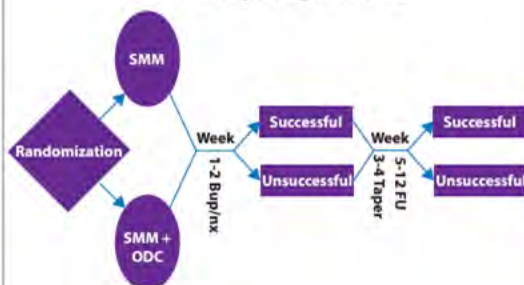 SMM
Randomization
SMM +
ODC
Week
1-2 Bup/nx
Successful
Unsuccessful
Week
3-4 Taper
5-12 FU
Successful
Unsuccessful